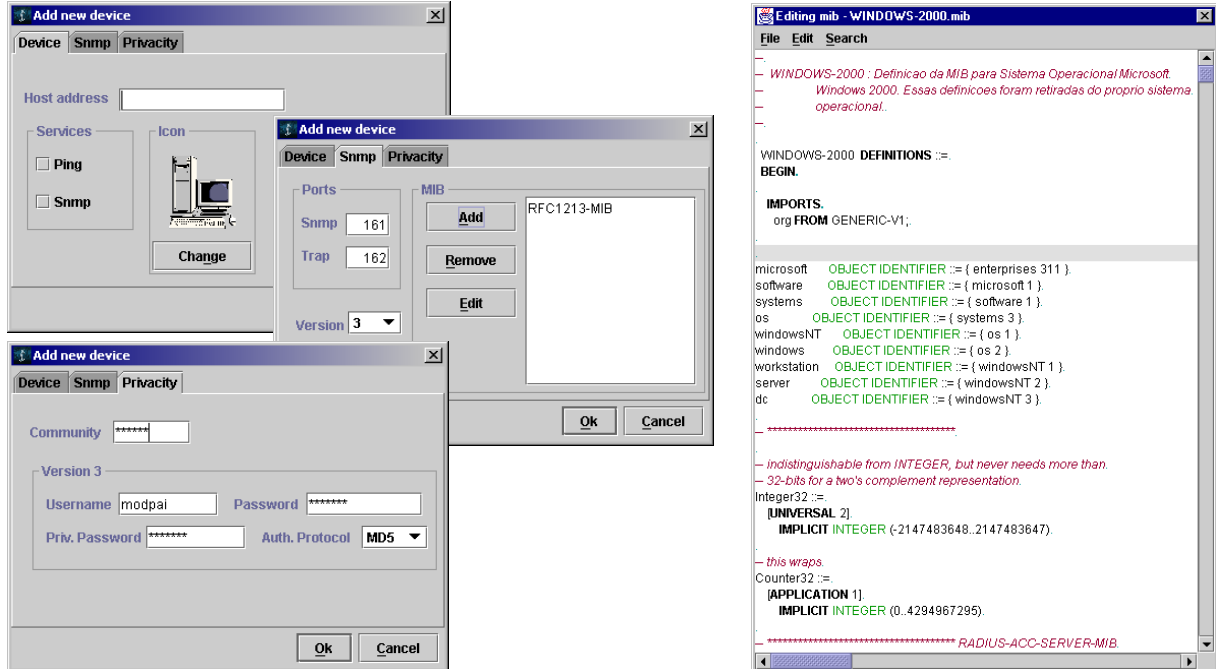 Add new device
Device Snmp Privacity
Host address
Services
Ping
Snmp
Icon
Change
Add new device
Device Snmp Privacity
Ports
Snmp 161
Trap 162
Version 3
MIB
Add
Remove
Edit
RFC1213-MIB
Ok Cancel
Add new device
Device Snmp Privacity
Community ******
Version 3
Username modpai Password *******
Priv. Password ******* Auth. Protocol MD5
Ok Cancel
Editing mib - WINDOWS-2000.mib
File Edit Search
--.
-- WINDOWS-2000 : Definicao da MIB para Sistema Operacional Microsoft.
-- Windows 2000. Essas definicoes foram retiradas do proprio sistema.
-- operacional..
--.
.
WINDOWS-2000 DEFINITIONS ::=.
BEGIN.
.
IMPORTS.
org FROM GENERIC-V1;.
.
.
microsoft OBJECT IDENTIFIER ::= { enterprises 311 }.
software OBJECT IDENTIFIER ::= { microsoft 1 }.
systems OBJECT IDENTIFIER ::= { software 1 }.
os OBJECT IDENTIFIER ::= { systems 3 }.
windowsNT OBJECT IDENTIFIER ::= { os 1 }.
windows OBJECT IDENTIFIER ::= { os 2 }.
workstation OBJECT IDENTIFIER ::= { windowsNT 1 }.
server OBJECT IDENTIFIER ::= { windowsNT 2 }.
dc OBJECT IDENTIFIER ::= { windowsNT 3 }.
.
-- ***********************************.
.
-- indistinguishable from INTEGER, but never needs more than.
-- 32-bits for a two's complement representation.
Integer32 ::=.
[UNIVERSAL 2].
IMPLICIT INTEGER (-2147483648..2147483647).
.
-- this wraps.
Counter32 ::=.
[APPLICATION 1].
IMPLICIT INTEGER (0..4294967295).
.
-- *********************************** RADIUS-ACC-SERVER-MIB.